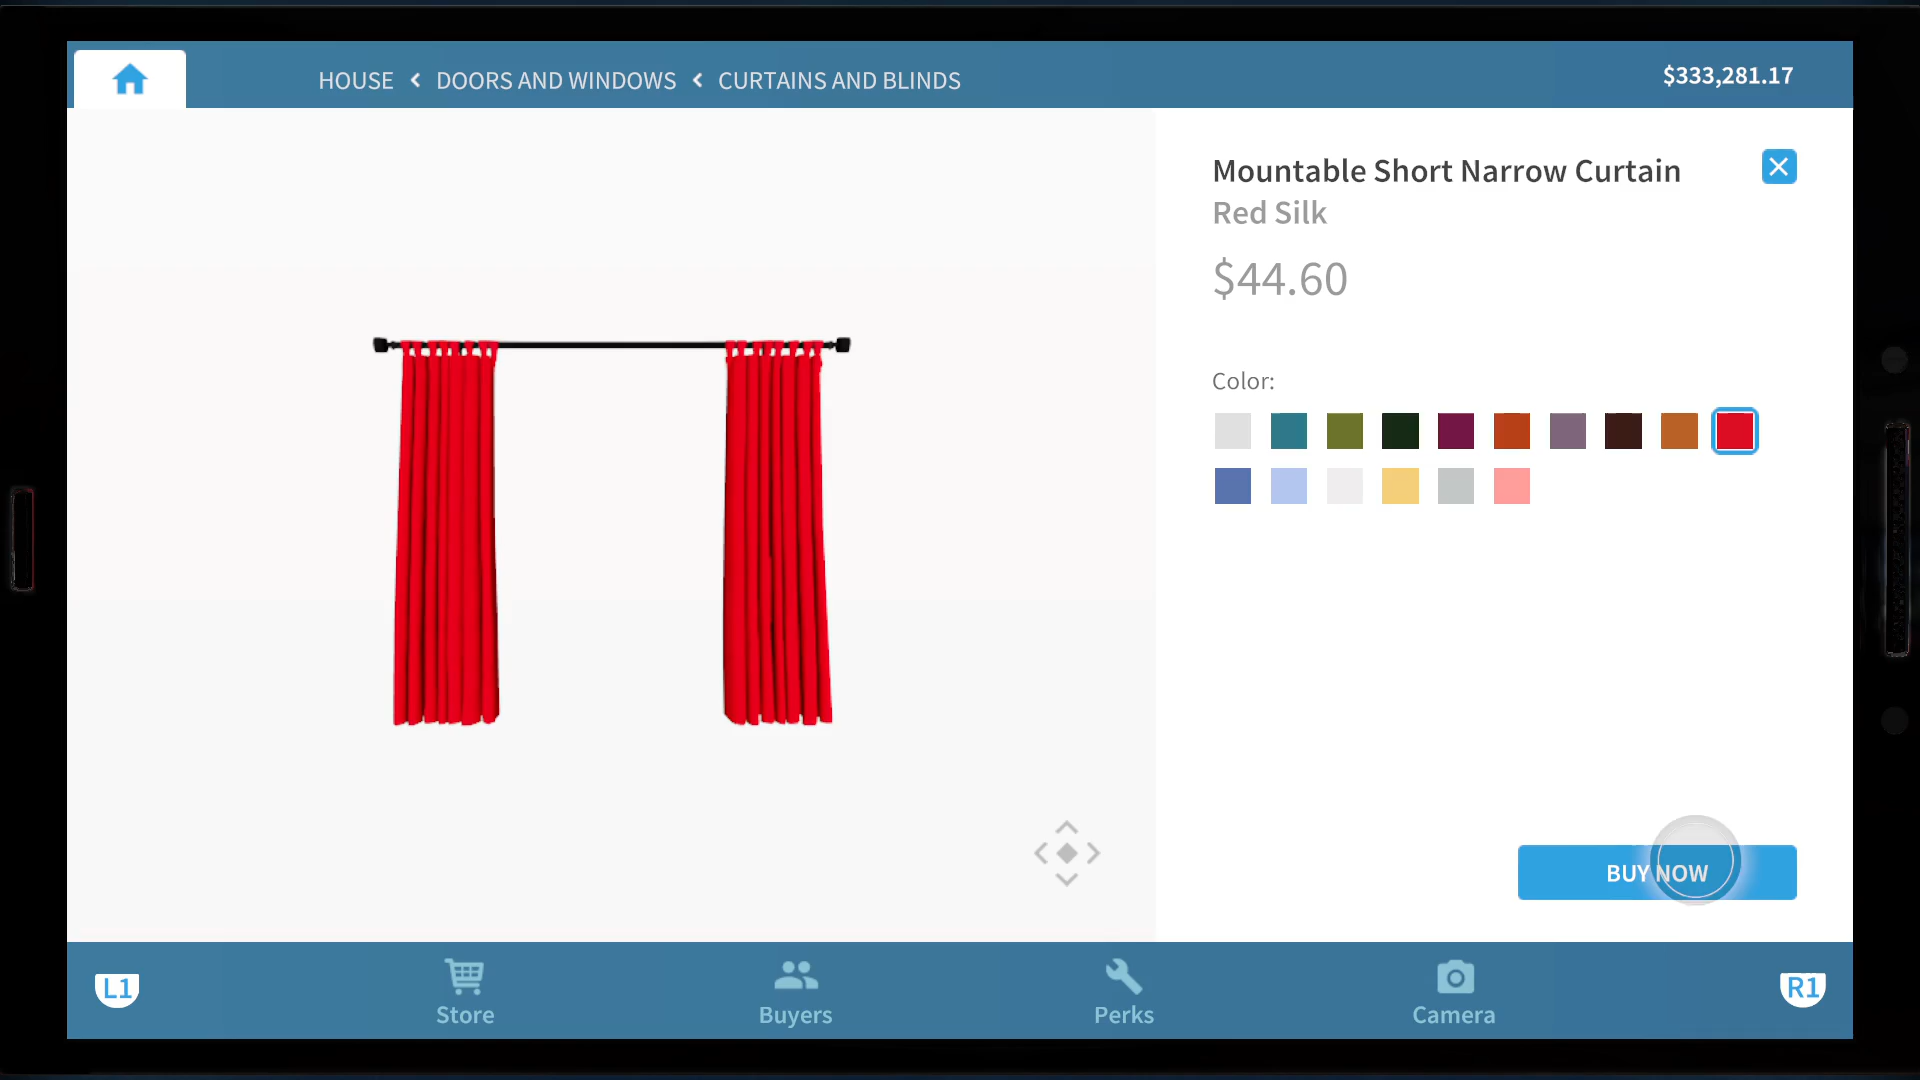 HOUSE < DOORS AND WINDOWS < CURTAINS AND BLINDS
$333,281.17
Mountable Short Narrow Curtain
Red Silk
$44.60
Color:
BUY NOW
L1
Store
Buyers
Perks
Camera
R1